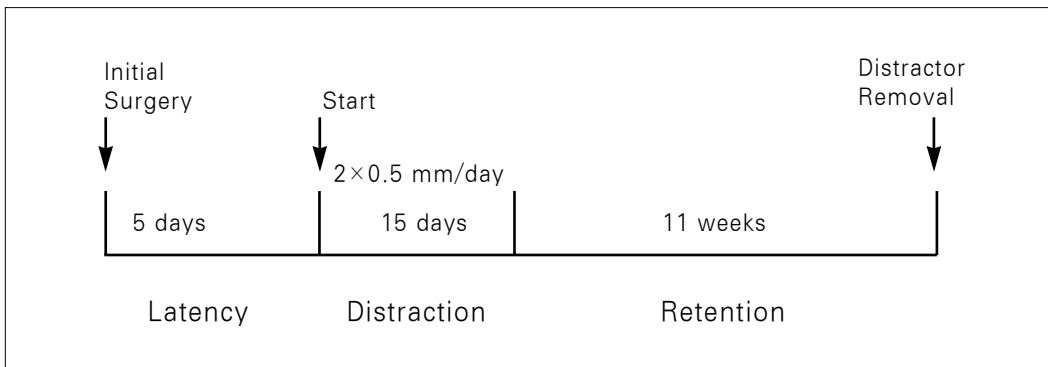 Initial
Surgery
Start
Distractor
Removal
2×0.5 mm/day
5 days
15 days
11 weeks
Latency
Distraction
Retention